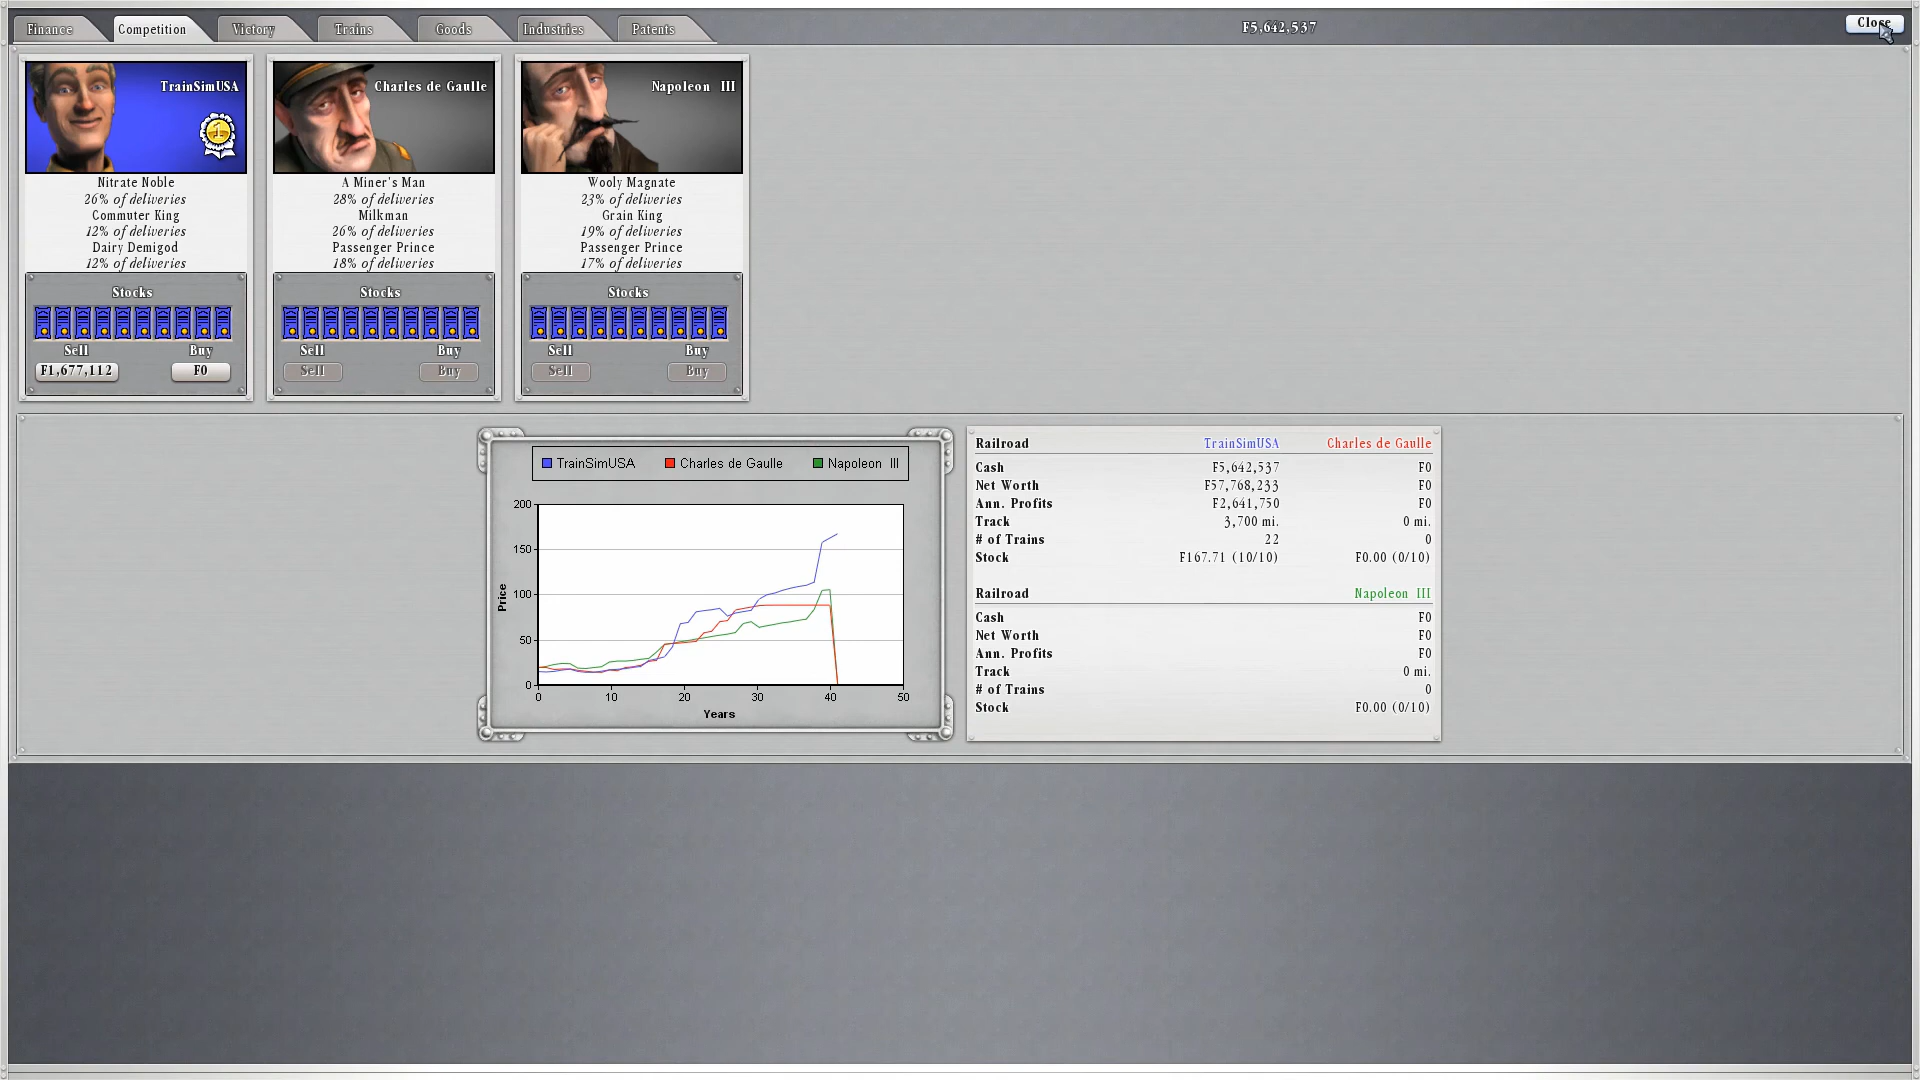 Finance Competition Victory Trains Goods Industries Patents F5,642,537 Close
TrainSimUSA
1
Nitrate Noble
26% of deliveries
Commuter King
12% of deliveries
Dairy Demigod
12% of deliveries
Stocks
Sell Buy
F1,677,112 F0
Charles de Gaulle
A Miner's Man
28% of deliveries
Milkman
26% of deliveries
Passenger Prince
18% of deliveries
Stocks
Sell Buy
Sell Buy
Napoleon III
Wooly Magnate
23% of deliveries
Grain King
19% of deliveries
Passenger Prince
17% of deliveries
Stocks
Sell Buy
Sell Buy
TrainSimUSA Charles de Gaulle Napoleon III
200
150
100
50
0
Price
0 10 20 30 40 50
Years
Railroad TrainSimUSA Charles de Gaulle
Cash F5,642,537 F0
Net Worth F57,768,233 F0
Ann. Profits F2,641,750 F0
Track 3,700 mi. 0 mi.
# of Trains 22 0
Stock F167.71 (10/10) F0.00 (0/10)
Railroad Napoleon III
Cash F0
Net Worth F0
Ann. Profits F0
Track 0 mi.
# of Trains 0
Stock F0.00 (0/10)